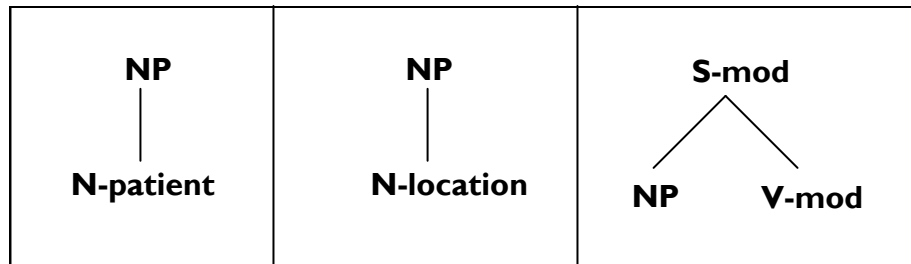 NP
N-patient
NP
N-location
S-mod
NP V-mod